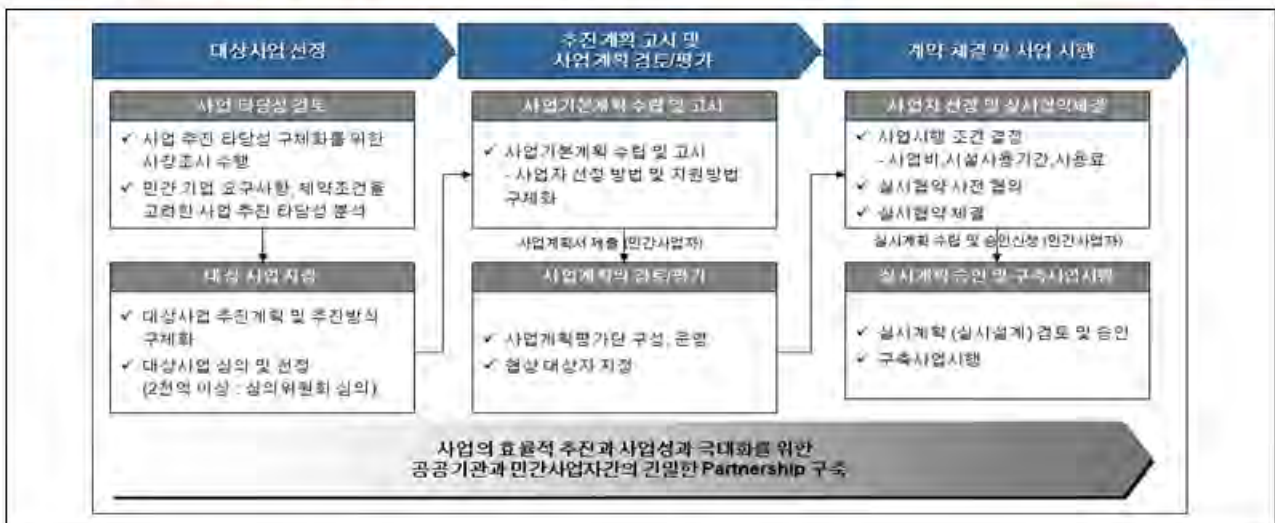 대상사업 선정
사업 타당성 검토
✓ 사업 추진 타당성 구체화를 위한
시장조사 수행
✓ 민간 기업 요구사항, 제약조건을
고려한 사업 추진 타당성 분석
대상 사업 지정
✓ 대상사업 추진계획 및 추진방식
구체화
✓ 대상사업 심의 및 선정
(2천억 이상 : 심의위원회 심의)
추진계획 고시 및
사업계획 검토/평가
사업기본계획 수립 및 고시
✓ 사업기본계획 수립 및 고시
- 사업자 선정 방법 및 지원방법
구체화
사업계획서 제출 (민간사업자)
사업계획의 검토/평가
✓ 사업계획평가단 구성, 운영
✓ 협상 대상자 지정
계약 체결 및 사업 시행
사업자 선정 및 실시협약체결
✓ 사업시행 조건 결정
- 사업비,시설사용기간,사용료
✓ 실시협약 사전 협의
✓ 실시협약 체결
실시계획 수립 및 승인신청 (민간사업자)
실시계획 승인 및 구축사업시행
✓ 실시계획 (실시설계) 검토 및 승인
✓ 구축사업시행
사업의 효율적 추진과 사업성과 극대화를 위한
공공기관과 민간사업자간의 긴밀한 Partnership 구축